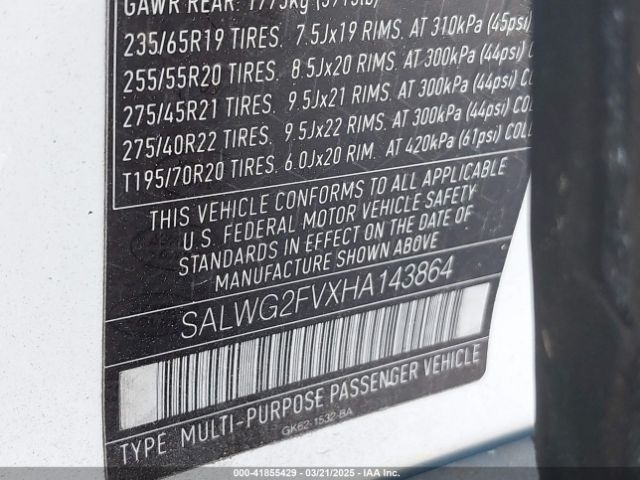 GAWR REAR: 1775kg (3913lb)
235/65R19 TIRES. 7.5Jx19 RIMS. AT 310kPa (45psi)
255/55R20 TIRES. 8.5Jx20 RIMS. AT 300kPa (44psi)
275/45R21 TIRES. 9.5Jx21 RIMS. AT 300kPa (44psi) CO
275/40R22 TIRES. 9.5Jx22 RIMS. AT 300kPa (44psi) COL
T195/70R20 TIRES. 6.0Jx20 RIM. AT 420kPa (61psi) COL
THIS VEHICLE CONFORMS TO ALL APPLICABLE
U.S. FEDERAL MOTOR VEHICLE SAFETY
STANDARDS IN EFFECT ON THE DATE OF
MANUFACTURE SHOWN ABOVE
SALWG2FVXHA143864
TYPE MULTI-PURPOSE PASSENGER VEHICLE
GK62-1532-BA
000-41855429 - 03/21/2025 - IAA Inc.